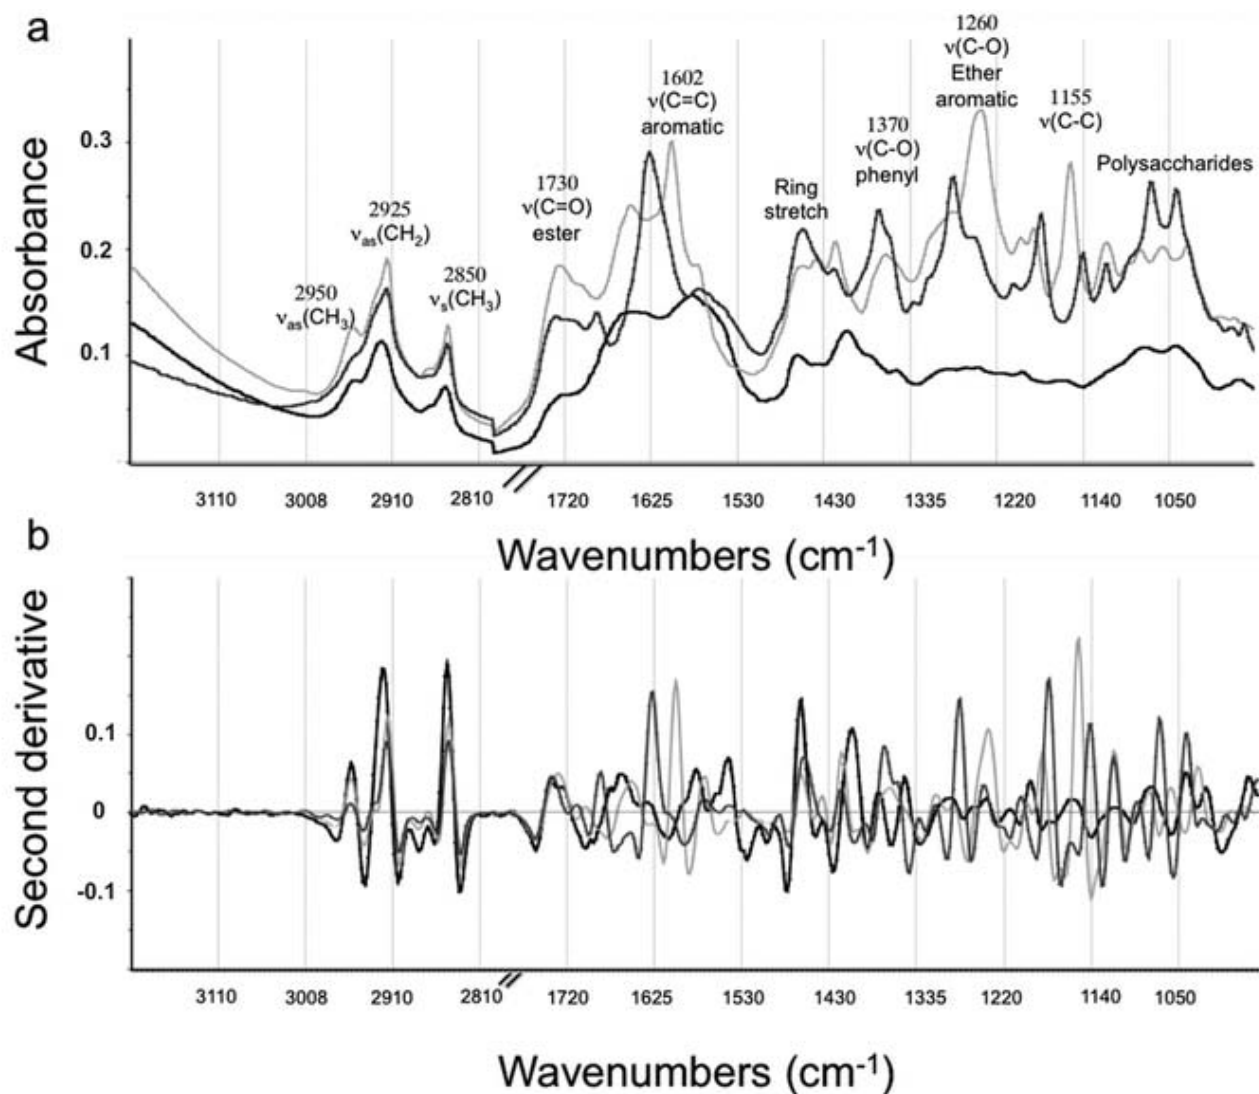 a
Absorbance
0.3
0.2
0.1
2950
νas(CH3)
2925
νas(CH2)
2850
νs(CH3)
1730
ν(C=O)
ester
1602
ν(C=C)
aromatic
Ring
stretch
1370
ν(C-O)
phenyl
1260
ν(C-O)
Ether
aromatic
1155
ν(C-C)
Polysaccharides
3110 3008 2910 2810 1720 1625 1530 1430 1335 1220 1140 1050
Wavenumbers (cm-1)
b
Second derivative
0.1
0
-0.1
3110 3008 2910 2810 1720 1625 1530 1430 1335 1220 1140 1050
Wavenumbers (cm-1)